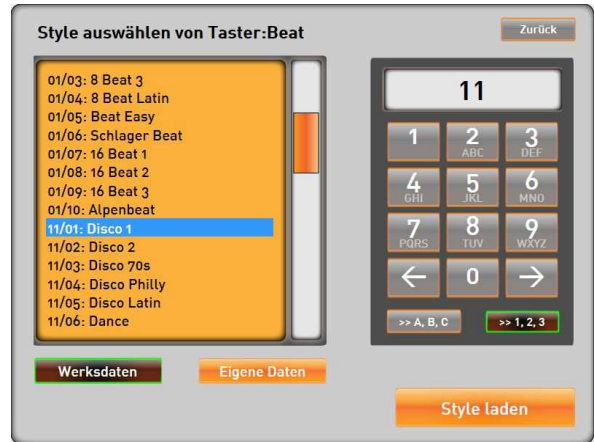 Style auswählen von Taster:Beat
Zurück
01/03: 8 Beat 3
01/04: 8 Beat Latin
01/05: Beat Easy
01/06: Schlager Beat
01/07: 16 Beat 1
01/08: 16 Beat 2
01/09: 16 Beat 3
01/10: Alpenbeat
11/01: Disco 1
11/02: Disco 2
11/03: Disco 70s
11/04: Disco Philly
11/05: Disco Latin
11/06: Dance
11
1 2 3
ABC DEF
4 5 6
GHI JKL MNO
7 8 9
PQRS TUV WXYZ
← 0 →
>> A, B, C >> 1, 2, 3
Werksdaten Eigene Daten
Style laden